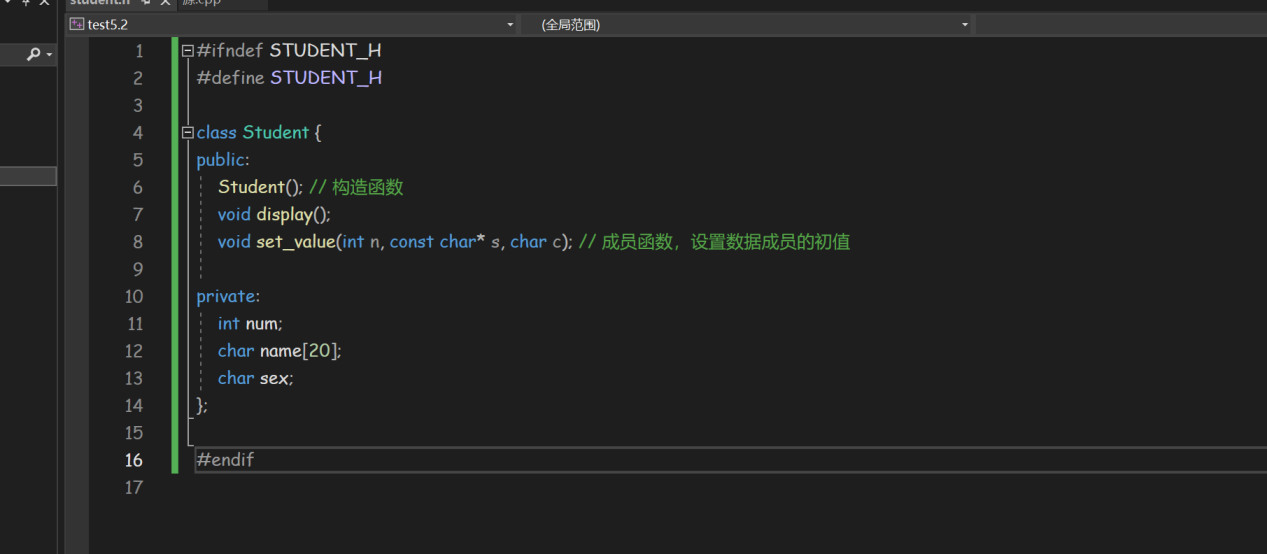 student.h 源.cpp
test5.2 (全局范围)
1 #ifndef STUDENT_H
2 #define STUDENT_H
3
4 class Student {
5 public:
6 Student(); // 构造函数
7 void display();
8 void set_value(int n, const char* s, char c); // 成员函数，设置数据成员的初值
9
10 private:
11 int num;
12 char name[20];
13 char sex;
14 };
15
16 #endif
17